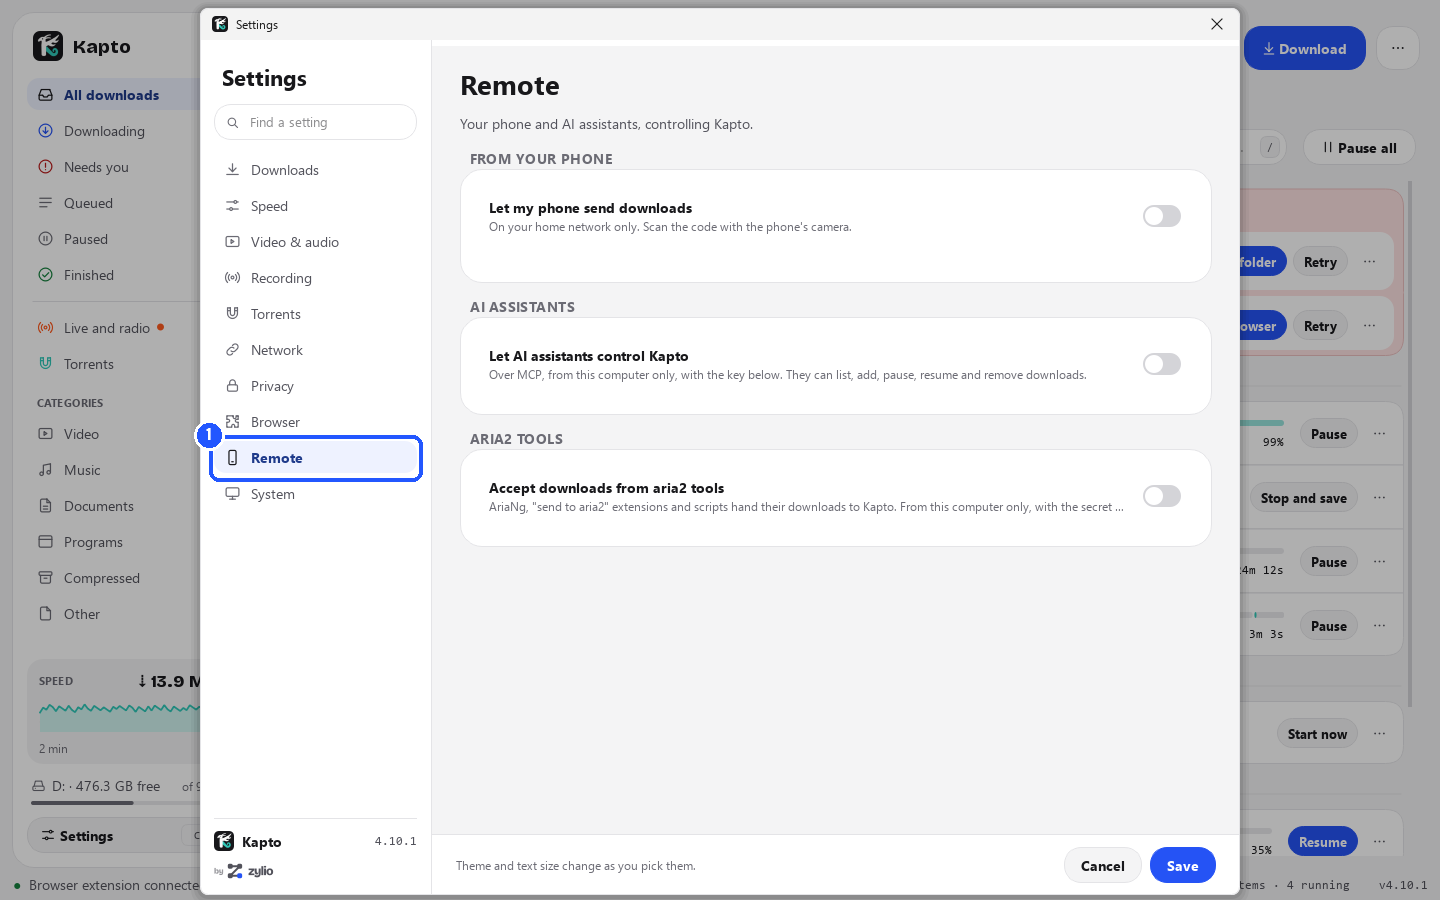 Settings
Kapto
All downloads
Downloading
Needs you
Queued
Paused
Finished
Live and radio
Torrents
CATEGORIES
Video
Music
Documents
Programs
Compressed
Other
SPEED
13.9 M
2 min
D: · 476.3 GB free
of 9
Settings
Browser extension connecte
Settings
Find a setting
Downloads
Speed
Video & audio
Recording
Torrents
Network
Privacy
Browser
1
Remote
System
Kapto
4.10.1
by zylio
Remote
Your phone and AI assistants, controlling Kapto.
FROM YOUR PHONE
Let my phone send downloads
On your home network only. Scan the code with the phone's camera.
AI ASSISTANTS
Let AI assistants control Kapto
Over MCP, from this computer only, with the key below. They can list, add, pause, resume and remove downloads.
ARIA2 TOOLS
Accept downloads from aria2 tools
AriaNg, "send to aria2" extensions and scripts hand their downloads to Kapto. From this computer only, with the secret ...
Theme and text size change as you pick them.
Cancel
Save
Download
/
Pause all
folder
Retry
owser
Retry
99%
Pause
Stop and save
24m 12s
Pause
3m 3s
Pause
Start now
35%
Resume
tems · 4 running
v4.10.1